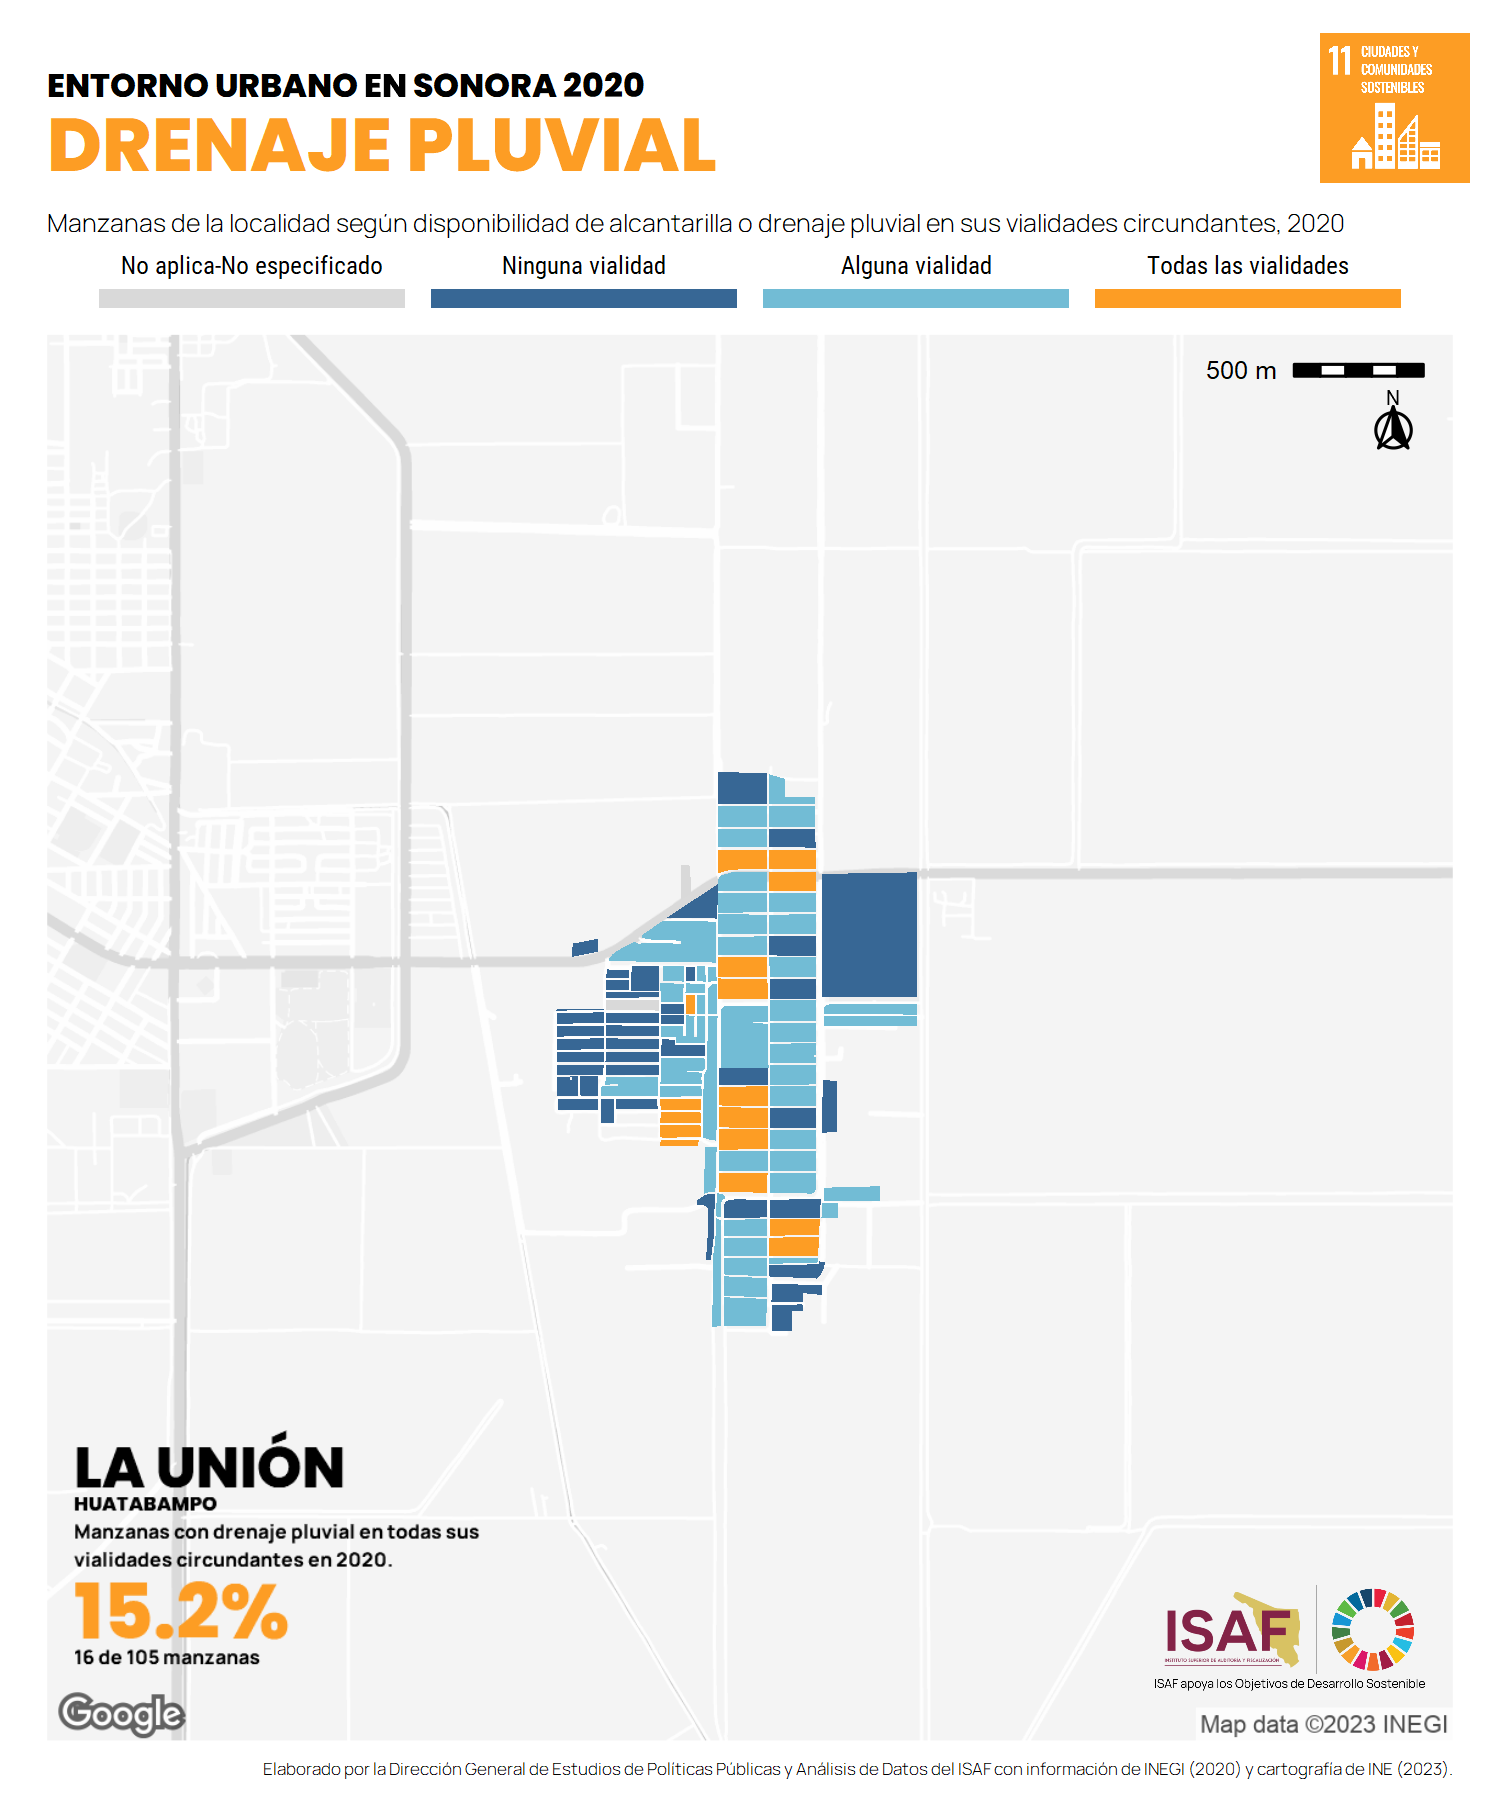 ENTORNO URBANO EN SONORA 2020
DRENAJE PLUVIAL
11 CIUDADES Y
COMUNIDADES
SOSTENIBLES
Manzanas de la localidad según disponibilidad de alcantarilla o drenaje pluvial en sus vialidades circundantes, 2020
No aplica-No especificado
Ninguna vialidad
Alguna vialidad
Todas las vialidades
500 m
N
LA UNIÓN
HUATABAMPO
Manzanas con drenaje pluvial en todas sus
vialidades circundantes en 2020.
15.2%
16 de 105 manzanas
Google
ISAF
INSTITUTO SUPERIOR DE AUDITORÍA Y FISCALIZACIÓN
ISAF apoya los Objetivos de Desarrollo Sostenible
Map data ©2023 INEGI
Elaborado por la Dirección General de Estudios de Políticas Públicas y Análisis de Datos del ISAF con información de INEGI (2020) y cartografía de INE (2023).